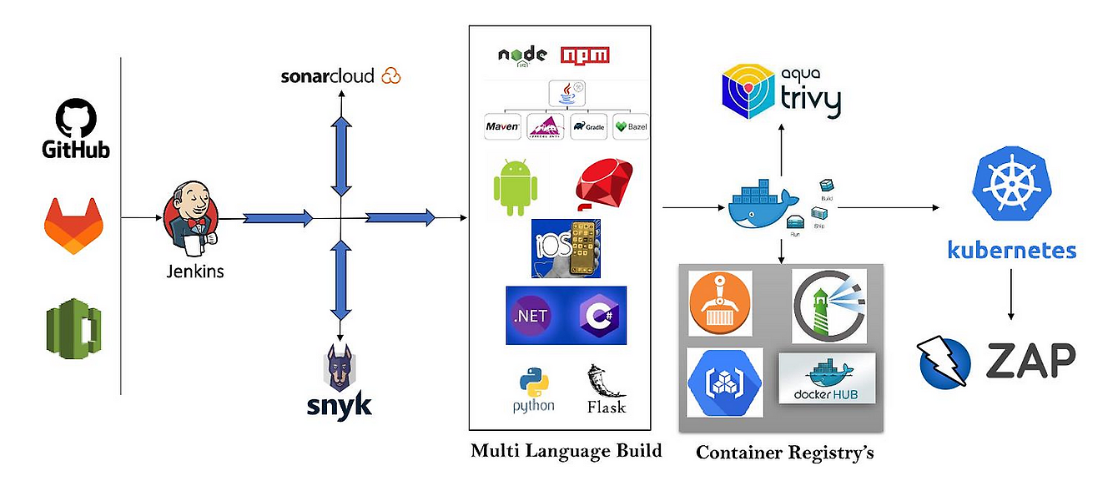 GitHub
Jenkins
sonarcloud
snyk
node
npm
Maven
Gradle
Bazel
iOS
.NET
C#
python
Flask
Multi Language Build
aqua
trivy
Build
Ship
Run
docker HUB
Container Registry's
kubernetes
ZAP